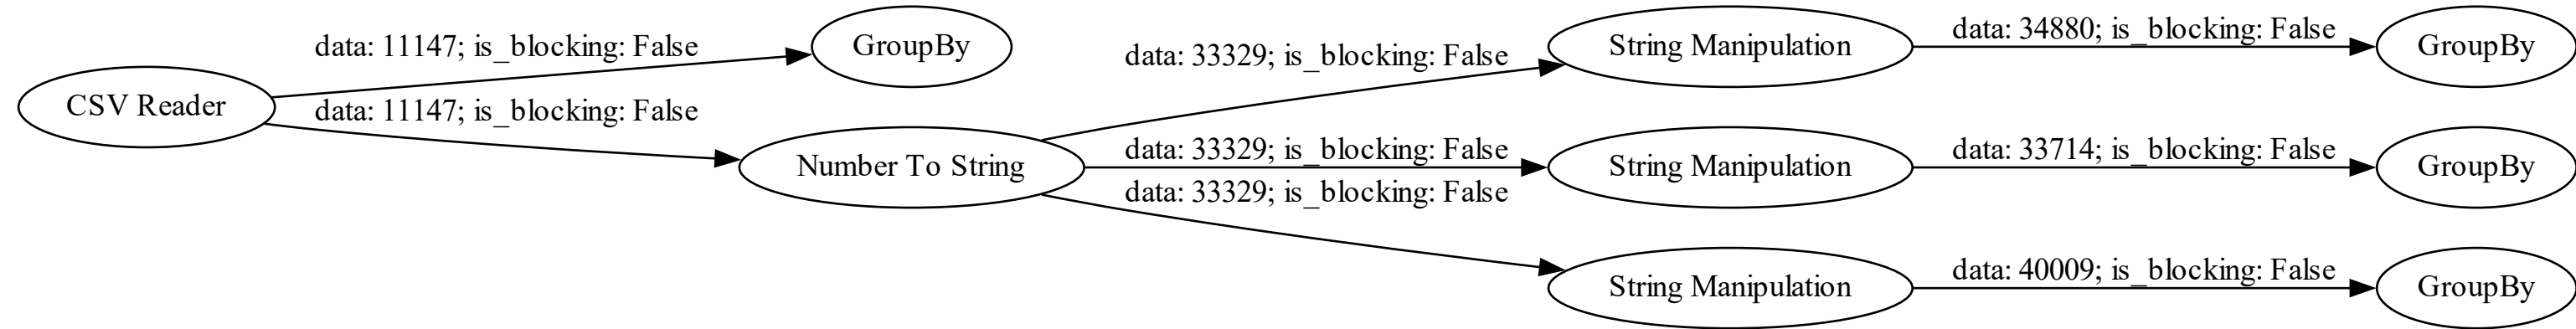 data: 11147; is_blocking: False
GroupBy
CSV Reader
data: 11147; is_blocking: False
Number To String
data: 33329; is_blocking: False
String Manipulation
data: 34880; is_blocking: False
GroupBy
data: 33329; is_blocking: False
String Manipulation
data: 33714; is_blocking: False
GroupBy
data: 33329; is_blocking: False
String Manipulation
data: 40009; is_blocking: False
GroupBy